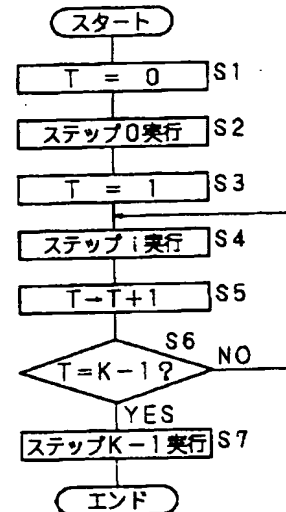 スタート
T = 0 S1
ステップ0実行 S2
T = 1 S3
ステップi実行 S4
T→T+1 S5
S6
T=K-1? NO
YES
ステップK-1実行 S7
エンド